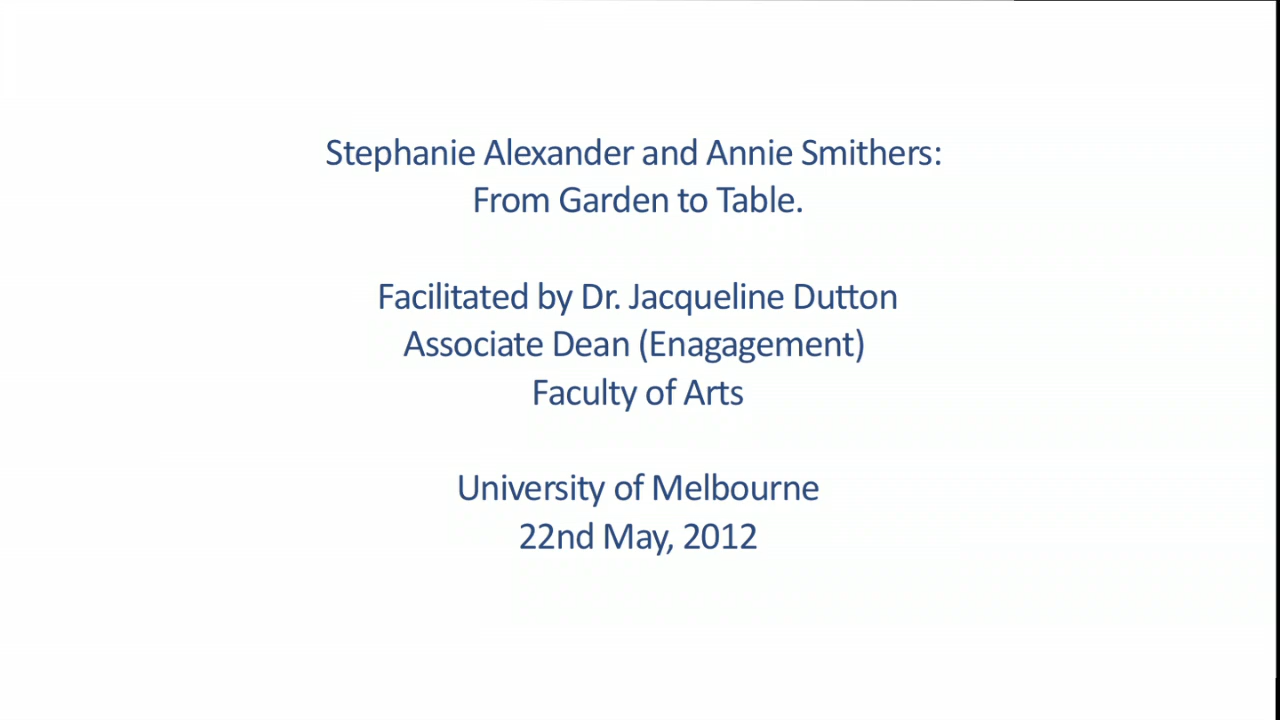 Stephanie Alexander and Annie Smithers:
From Garden to Table.
Facilitated by Dr. Jacqueline Dutton
Associate Dean (Enagagement)
Faculty of Arts
University of Melbourne
22nd May, 2012